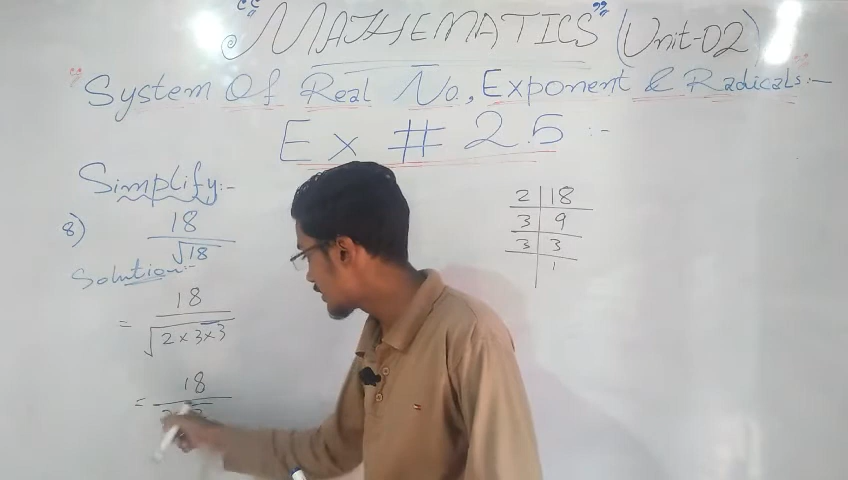 “MATHEMATICS” (Unit-02)
"System Of Real No., Exponent & Radicals:-"
Ex # 2.5 :-
Simplify:-
8) 18
√18
Solution:-
= 18
√2×3×3
= 18
2 | 18
3 | 9
3 | 3
| 1